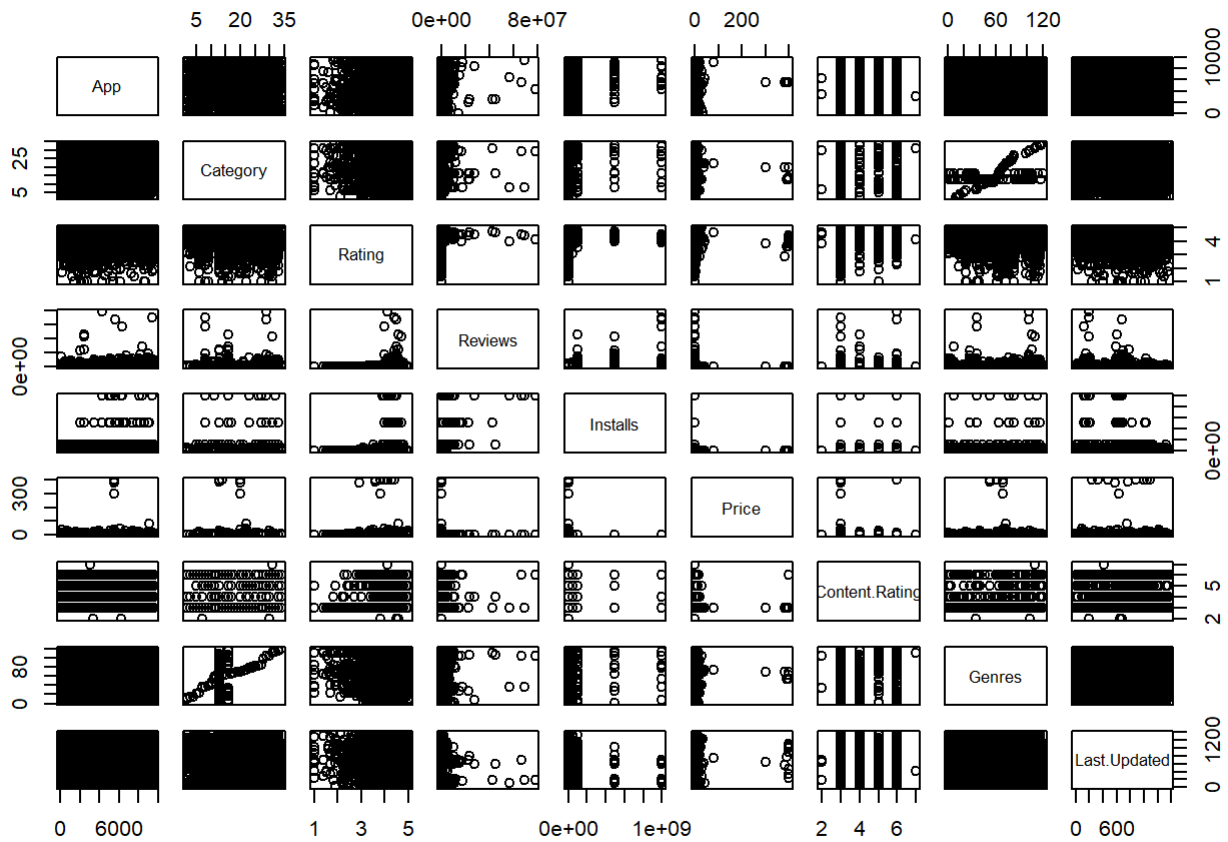 5 20 35 0e+00 8e+07 0 200 0 60 120
App 0 10000
5 25 Category
Rating 1 4
0e+00 Reviews
Installs 0e+00
0 300 Price
Content.Rating 2 5
0 80 Genres
Last.Updated 0 1200
0 6000 1 3 5 0e+00 1e+09 2 4 6 0 600